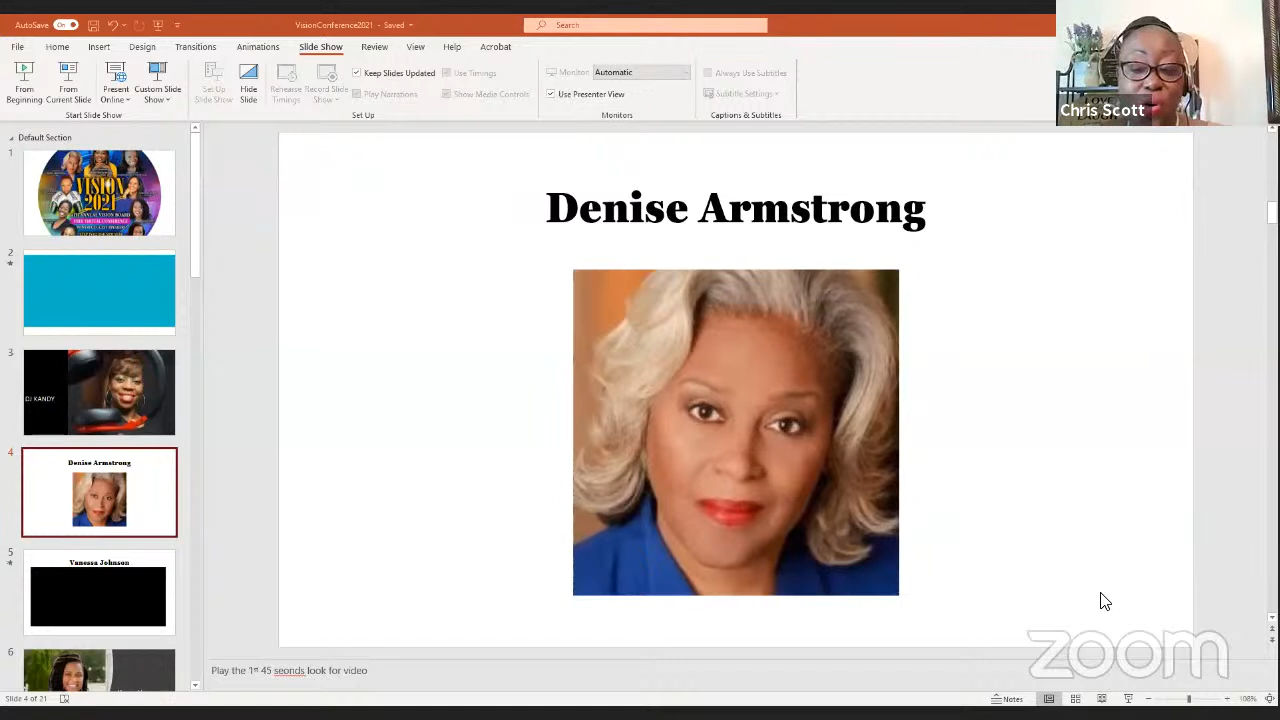 AutoSave On
VisionConference2021 - Saved
Search
File Home Insert Design Transitions Animations Slide Show Review View Help Acrobat
From Beginning
From Current Slide
Present Online
Custom Slide Show
Start Slide Show
Set Up Slide Show
Hide Slide
Rehearse Timings
Record Slide Show
Keep Slides Updated
Play Narrations
Use Timings
Show Media Controls
Set Up
Monitor
Automatic
Use Presenter View
Monitors
Always Use Subtitles
Subtitle Settings
Captions & Subtitles
LOVE
Chris Scott
Default Section
1
VISION
2021
2
3
DJ KANDY
4
Denise Armstrong
5
Vanessa Johnson
6
Denise Armstrong
zoom
Play the 1st 45 seonds look for video
Slide 4 of 21
Notes
108%